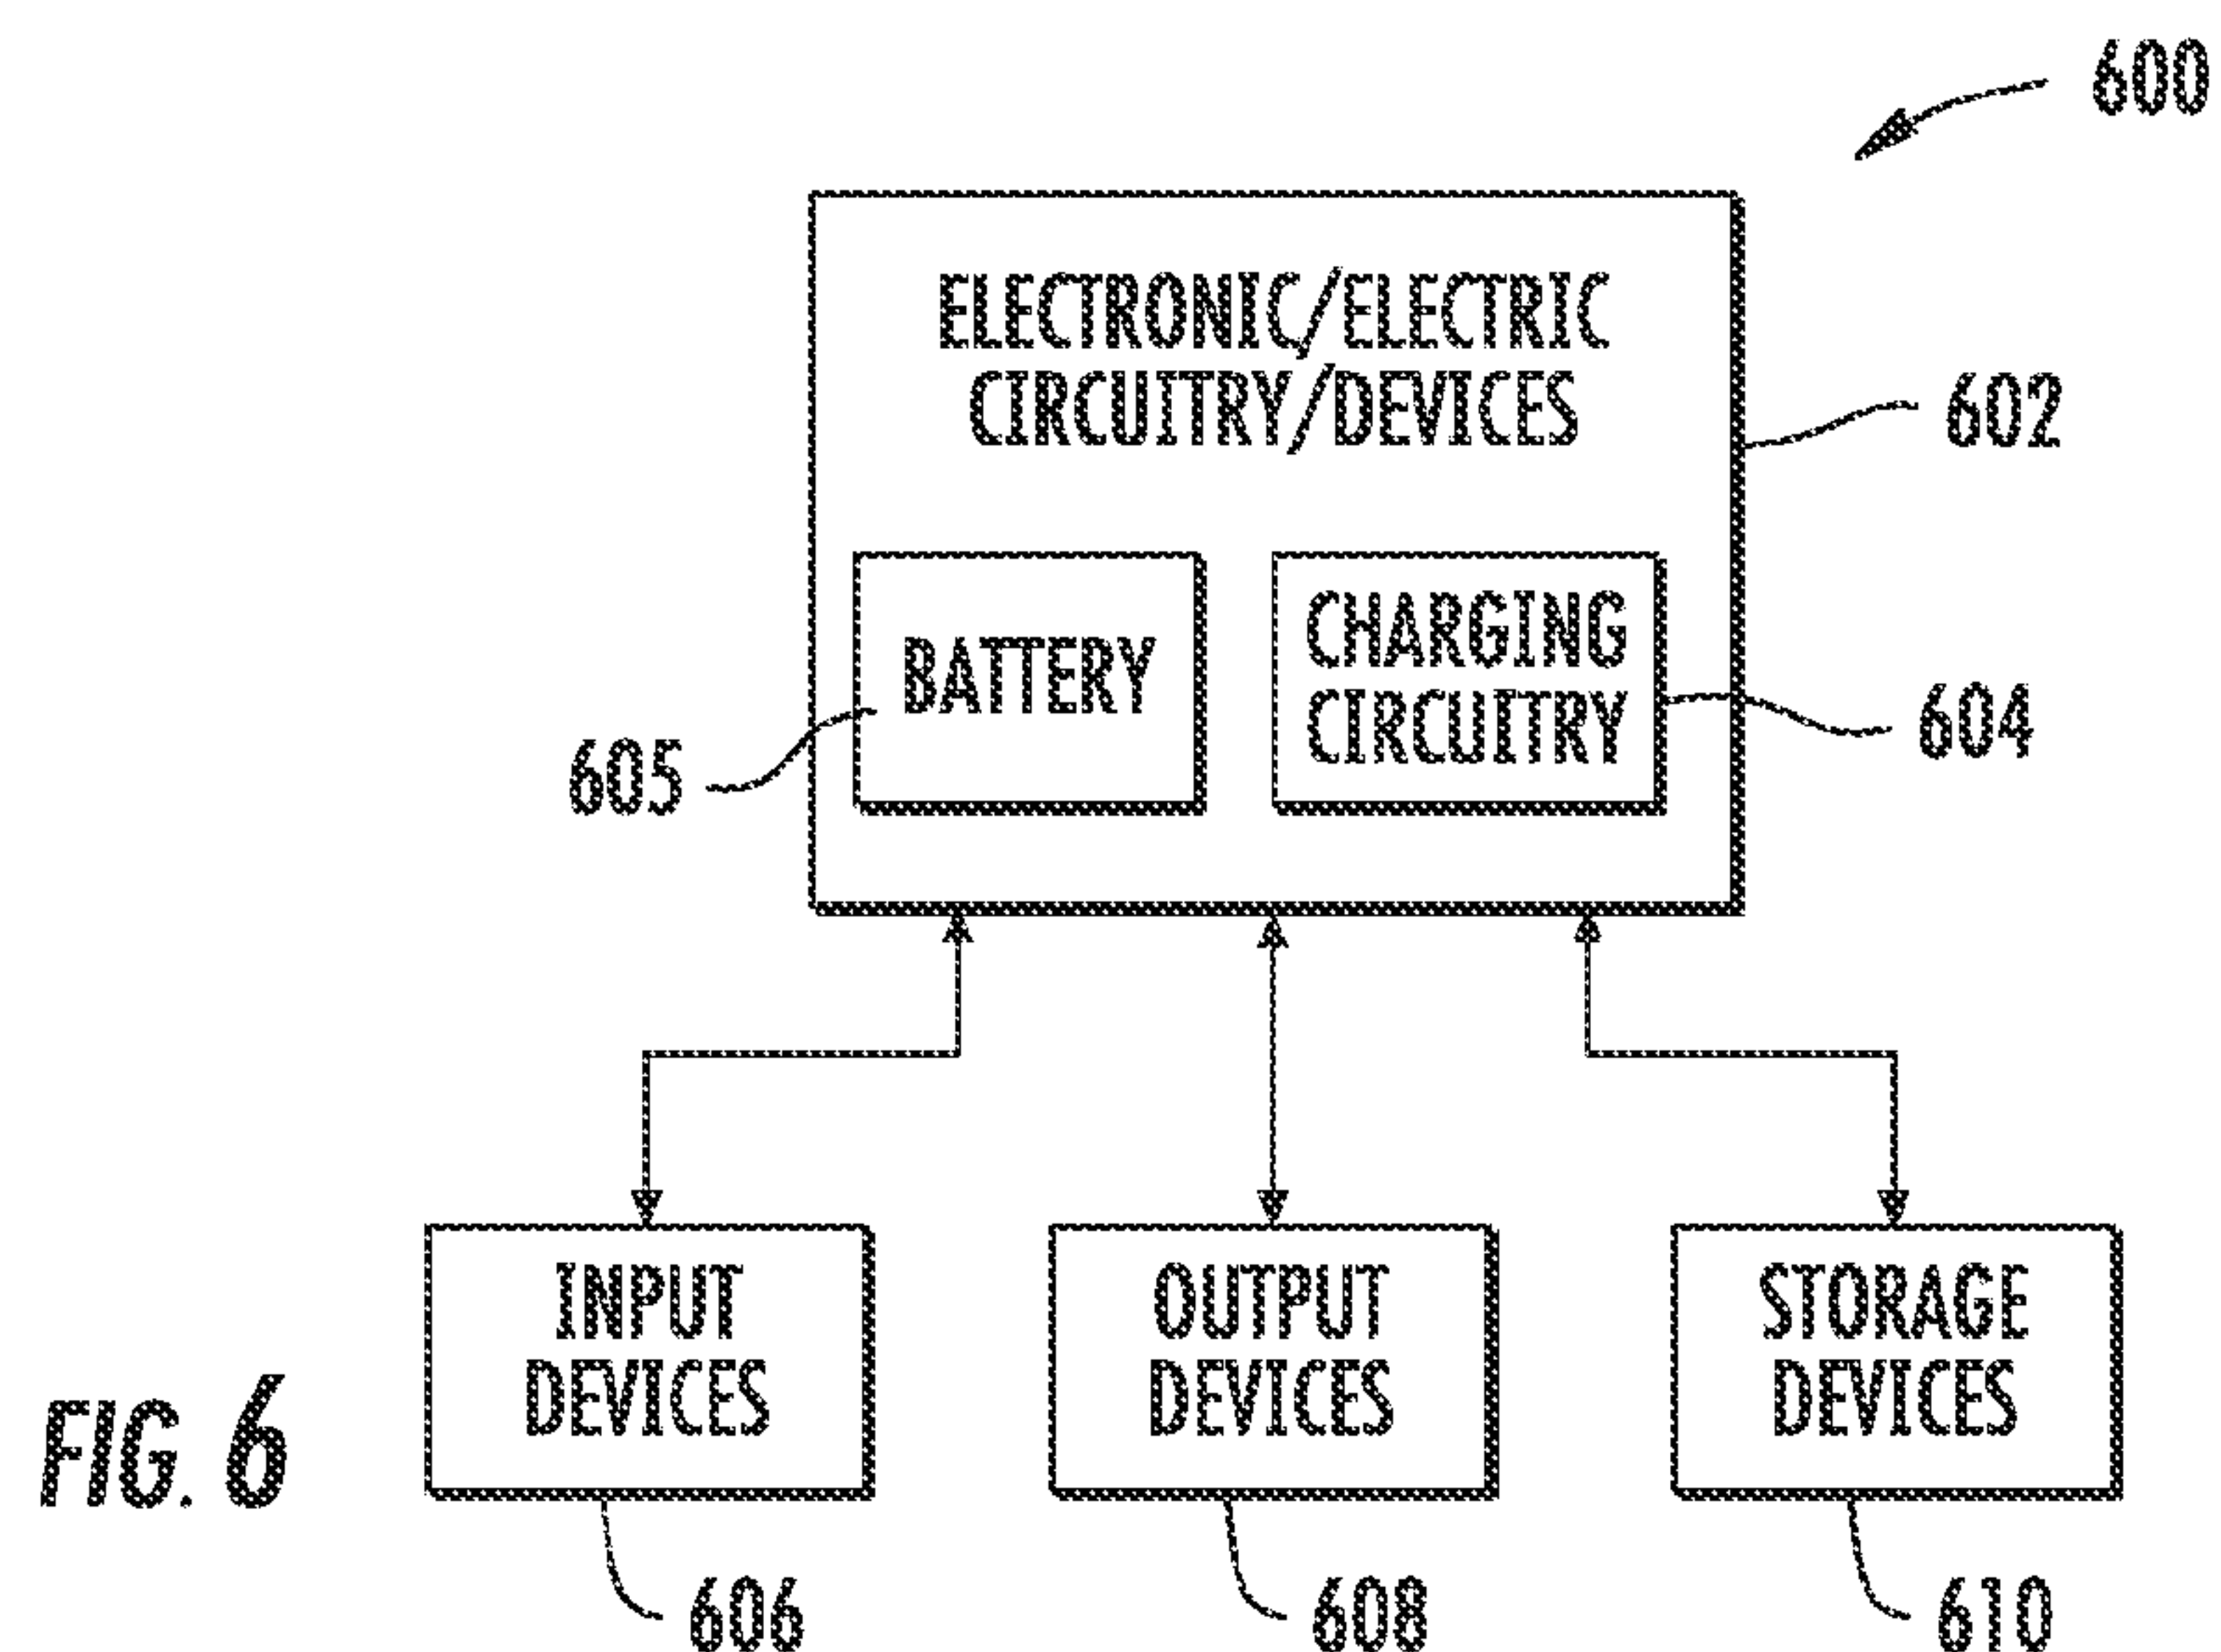 600
ELECTRONIC/ELECTRIC
CIRCUITRY/DEVICES
602
BATTERY
CHARGING
CIRCUITRY
605
604
INPUT
DEVICES
OUTPUT
DEVICES
STORAGE
DEVICES
FIG. 6
606
608
610